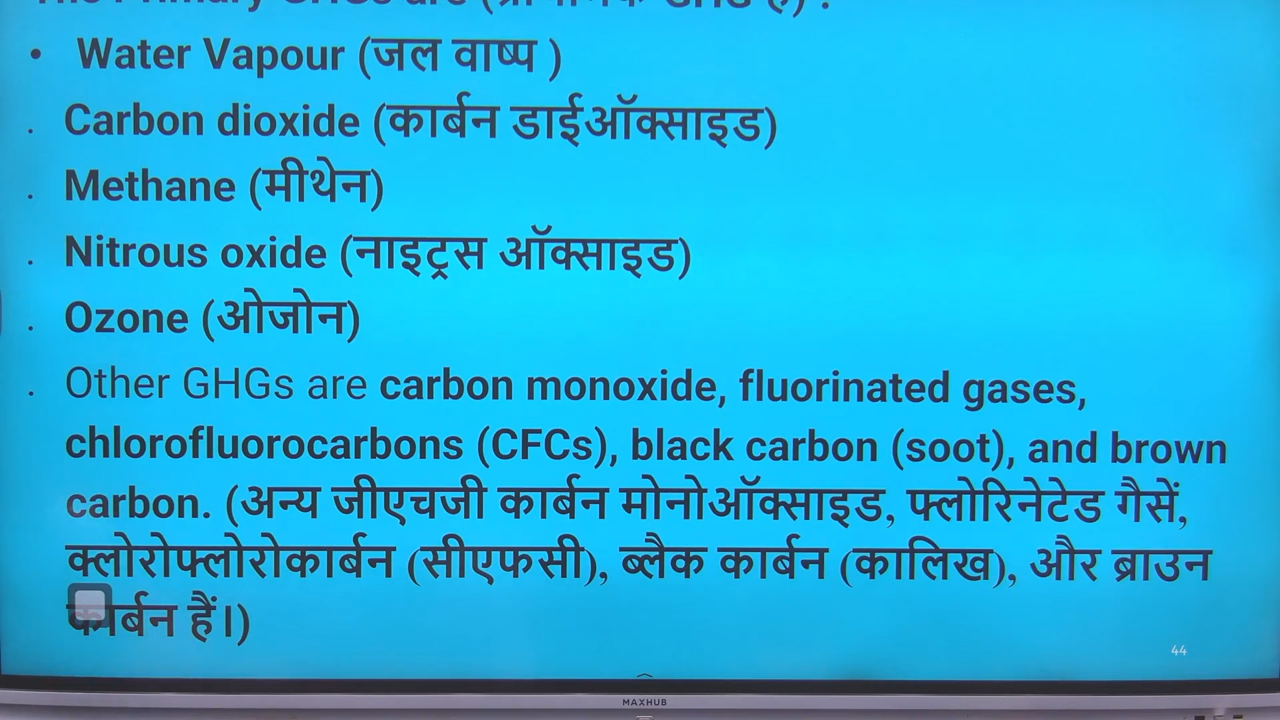 • Water Vapour (जल वाष्प )
. Carbon dioxide (कार्बन डाईऑक्साइड)
. Methane (मीथेन)
. Nitrous oxide (नाइट्रस ऑक्साइड)
. Ozone (ओजोन)
. Other GHGs are carbon monoxide, fluorinated gases,
chlorofluorocarbons (CFCs), black carbon (soot), and brown
carbon. (अन्य जीएचजी कार्बन मोनोऑक्साइड, फ्लोरिनेटेड गैसें,
क्लोरोफ्लोरोकार्बन (सीएफसी), ब्लैक कार्बन (कालिख), और ब्राउन
कार्बन हैं।)
44
MAXHUB